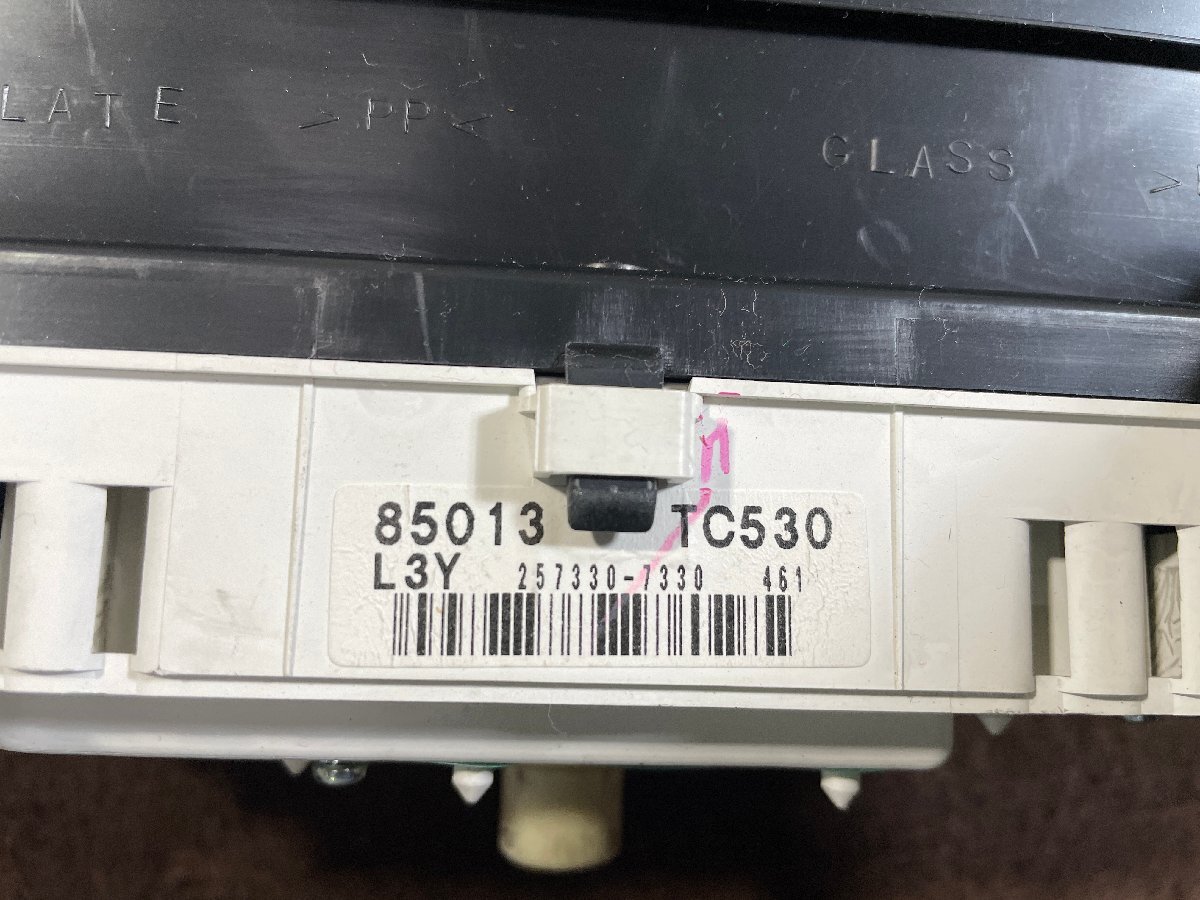 LATE >PP< GLASS >
85013 TC530
L3Y 257330-7330 461